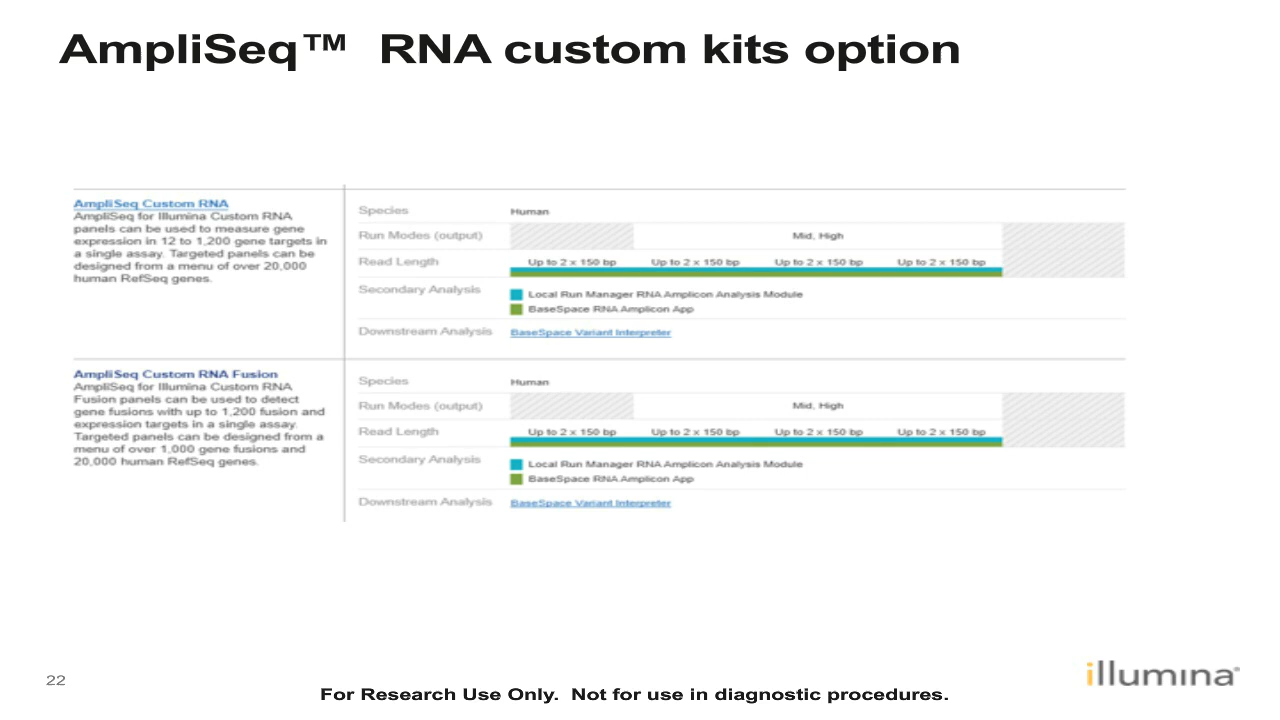 AmpliSeq™ RNA custom kits option
AmpliSeq Custom RNA
AmpliSeq for Illumina Custom RNA
panels can be used to measure gene
expression in 12 to 1,200 gene targets in
a single assay. Targeted panels can be
designed from a menu of over 20,000
human RefSeq genes.
Species Human
Run Modes (output) Mid, High
Read Length Up to 2 x 150 bp Up to 2 x 150 bp Up to 2 x 150 bp Up to 2 x 150 bp
Secondary Analysis Local Run Manager RNA Amplicon Analysis Module
BaseSpace RNA Amplicon App
Downstream Analysis BaseSpace Variant Interpreter
AmpliSeq Custom RNA Fusion
AmpliSeq for Illumina Custom RNA
Fusion panels can be used to detect
gene fusions with up to 1,200 fusion and
expression targets in a single assay.
Targeted panels can be designed from a
menu of over 1,000 gene fusions and
20,000 human RefSeq genes.
Species Human
Run Modes (output) Mid, High
Read Length Up to 2 x 150 bp Up to 2 x 150 bp Up to 2 x 150 bp Up to 2 x 150 bp
Secondary Analysis Local Run Manager RNA Amplicon Analysis Module
BaseSpace RNA Amplicon App
Downstream Analysis BaseSpace Variant Interpreter
22
For Research Use Only. Not for use in diagnostic procedures.
illumina®